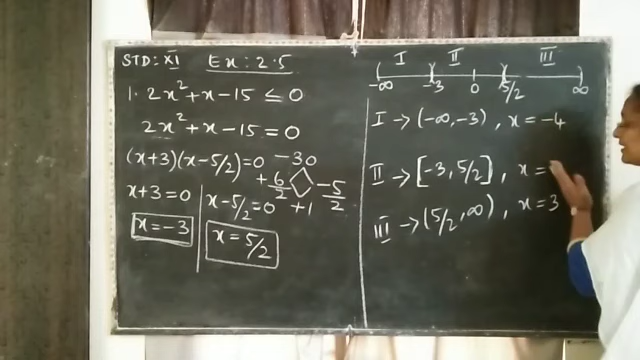 STD: XI Ex: 2.5
1. 2x² + x - 15 ≤ 0
2x² + x - 15 = 0
(x+3)(x-5/2) = 0
-30
+6/2 -5/2
+1
x+3=0
x=-3
x-5/2=0
x=5/2
I II III
-∞ -3 0 5/2 ∞
I → (-∞, -3), x = -4
II → [-3, 5/2], x =
III → (5/2, ∞), x = 3